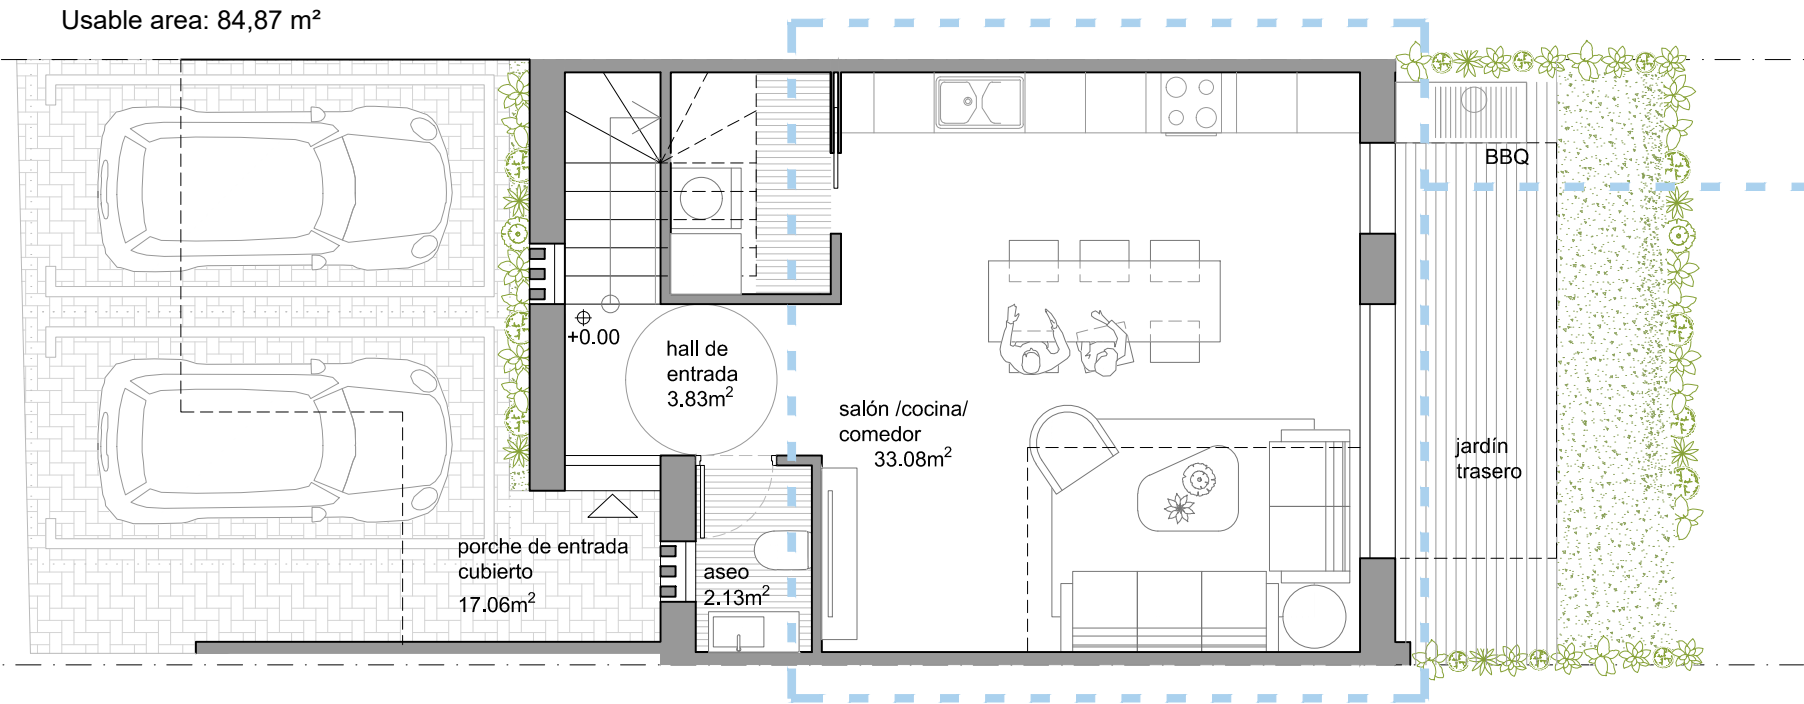 Usable area: 84,87 m²
BBQ
+0.00
hall de
entrada
3.83m²
salón /cocina/
comedor
33.08m²
jardín
trasero
porche de entrada
cubierto
17.06m²
aseo
2.13m²